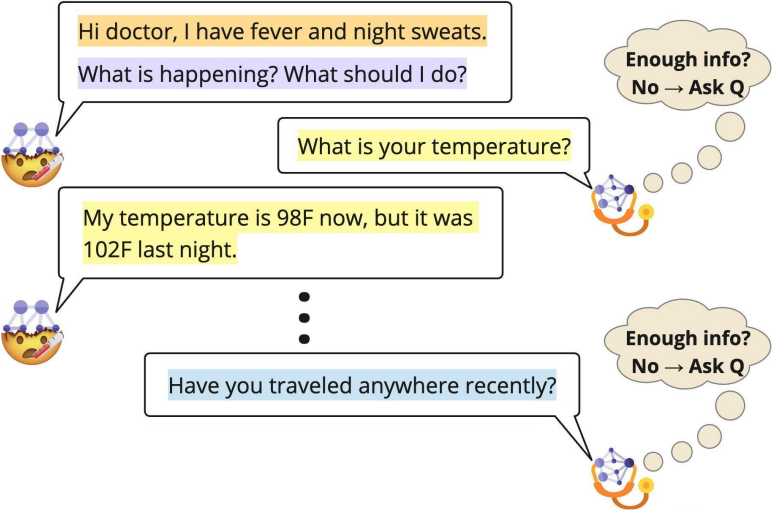 Hi doctor, I have fever and night sweats.
What is happening? What should I do?
Enough info?
No → Ask Q
What is your temperature?
My temperature is 98F now, but it was
102F last night.
Enough info?
No → Ask Q
Have you traveled anywhere recently?